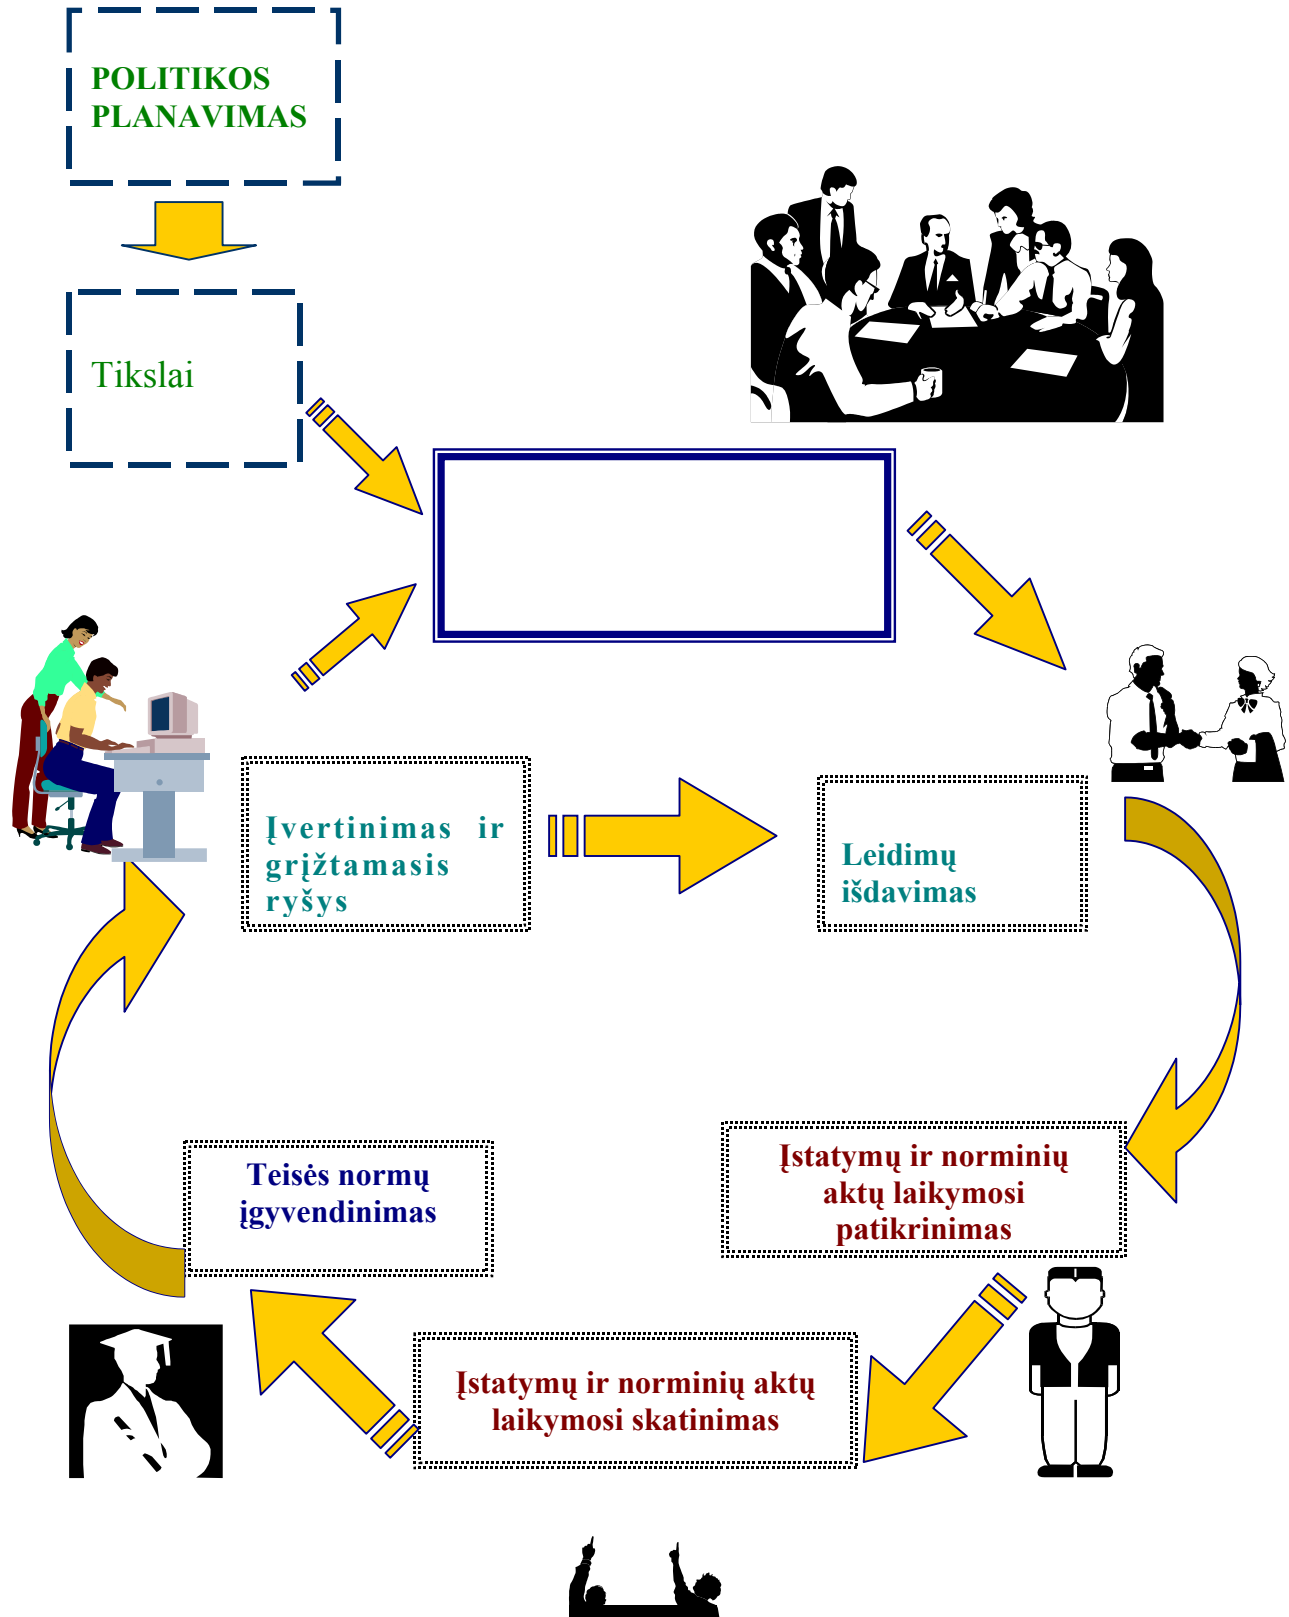 POLITIKOS
PLANAVIMAS
Tikslai
Įvertinimas ir
grįžtamasis
ryšys
Leidimų
išdavimas
Teisės normų
įgyvendinimas
Įstatymų ir norminių
aktų laikymosi
patikrinimas
Įstatymų ir norminių aktų
laikymosi skatinimas